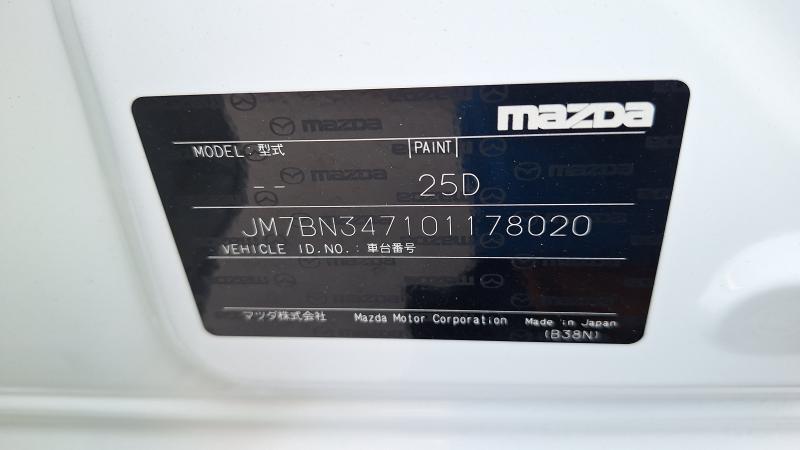 mazda
MODEL:型式 PAINT
-- 25D
JM7BN347101178020
VEHICLE ID.NO.:車台番号
マツダ株式会社 Mazda Motor Corporation Made in Japan
(B38N)